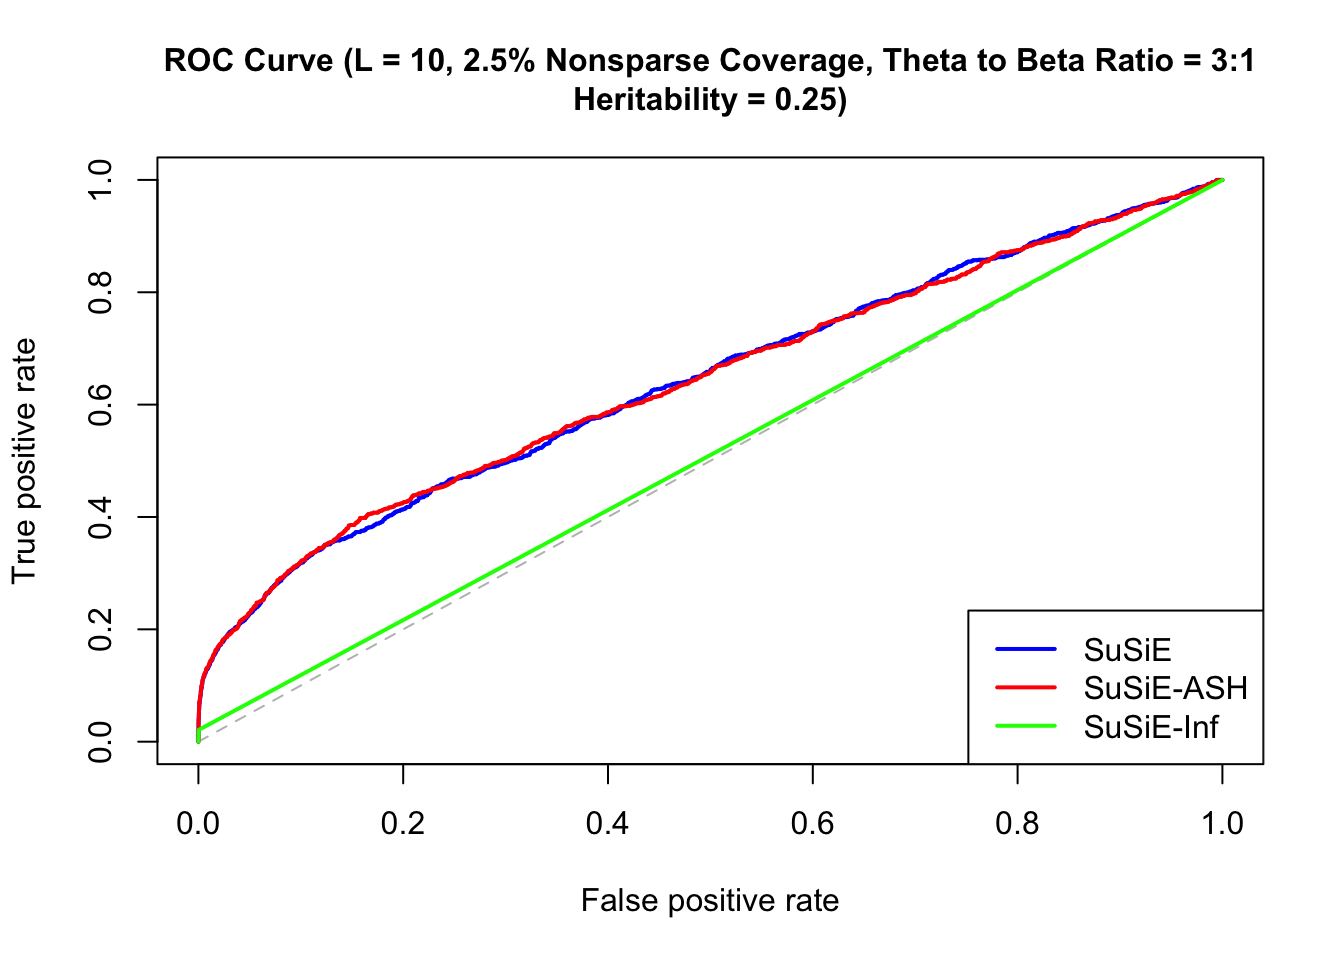 ROC Curve (L = 10, 2.5% Nonsparse Coverage, Theta to Beta Ratio = 3:1
Heritability = 0.25)
True positive rate
1.0
0.8
0.6
0.4
0.2
0.0
SuSiE
SuSiE-ASH
SuSiE-Inf
0.0 0.2 0.4 0.6 0.8 1.0
False positive rate